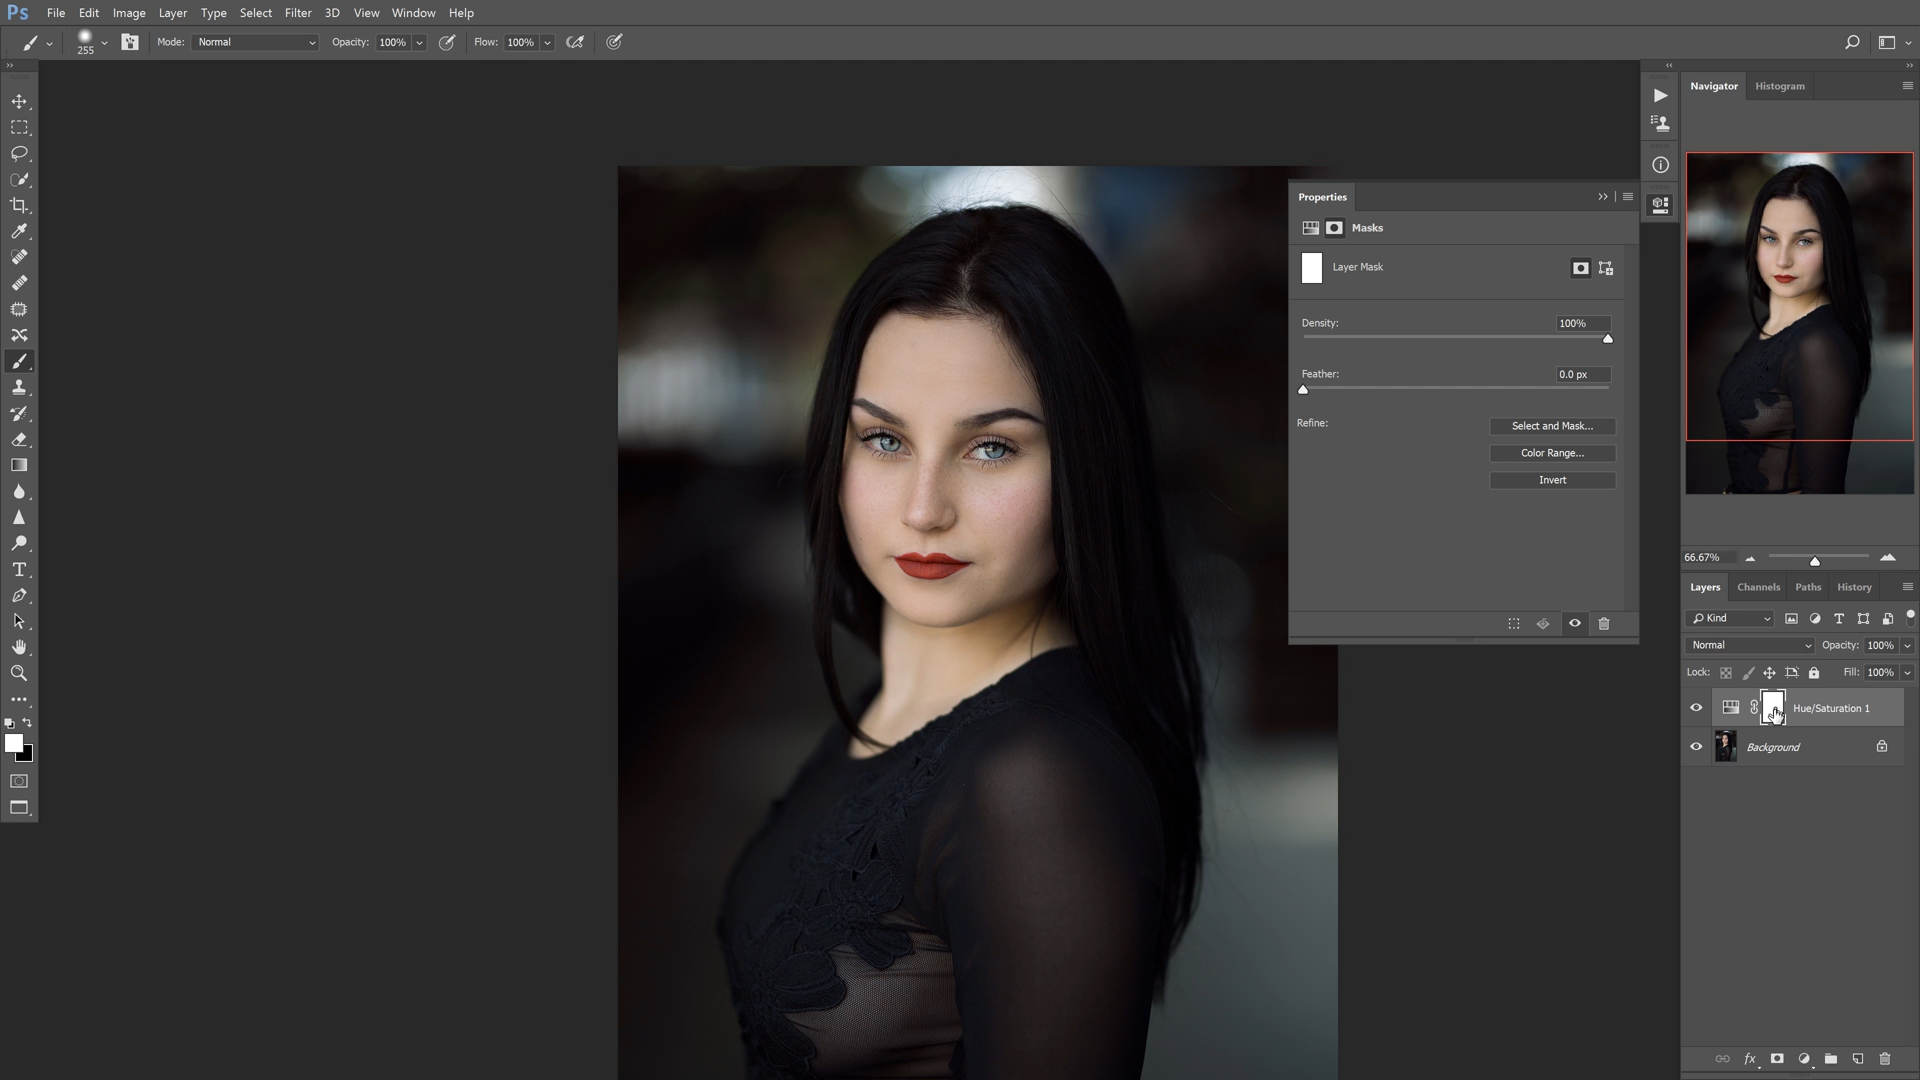 Ps File Edit Image Layer Type Select Filter 3D View Window Help
255 Mode: Normal Opacity: 100% Flow: 100%
Navigator Histogram
Properties
Masks
Layer Mask
Density: 100%
Feather: 0.0 px
Refine: Select and Mask...
Color Range...
Invert
66.67%
Layers Channels Paths History
Kind
Normal Opacity: 100%
Lock: Fill: 100%
Hue/Saturation 1
Background
fx